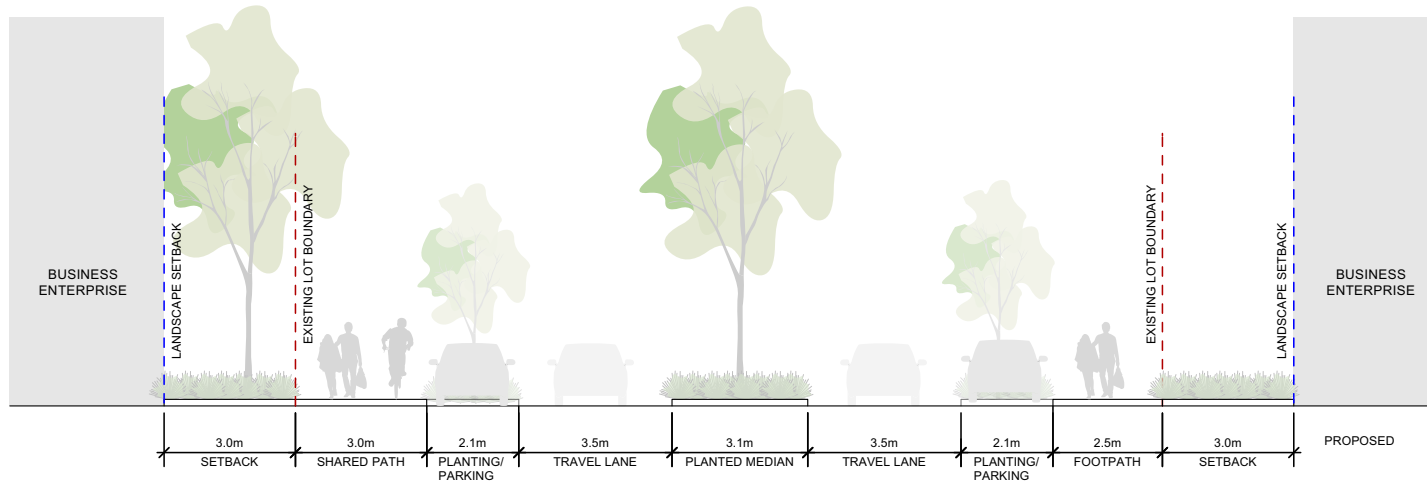 BUSINESS
ENTERPRISE
LANDSCAPE SETBACK
EXISTING LOT BOUNDARY
EXISTING LOT BOUNDARY
LANDSCAPE SETBACK
BUSINESS
ENTERPRISE
3.0m
SETBACK
3.0m
SHARED PATH
2.1m
PLANTING/
PARKING
3.5m
TRAVEL LANE
3.1m
PLANTED MEDIAN
3.5m
TRAVEL LANE
2.1m
PLANTING/
PARKING
2.5m
FOOTPATH
3.0m
SETBACK
PROPOSED